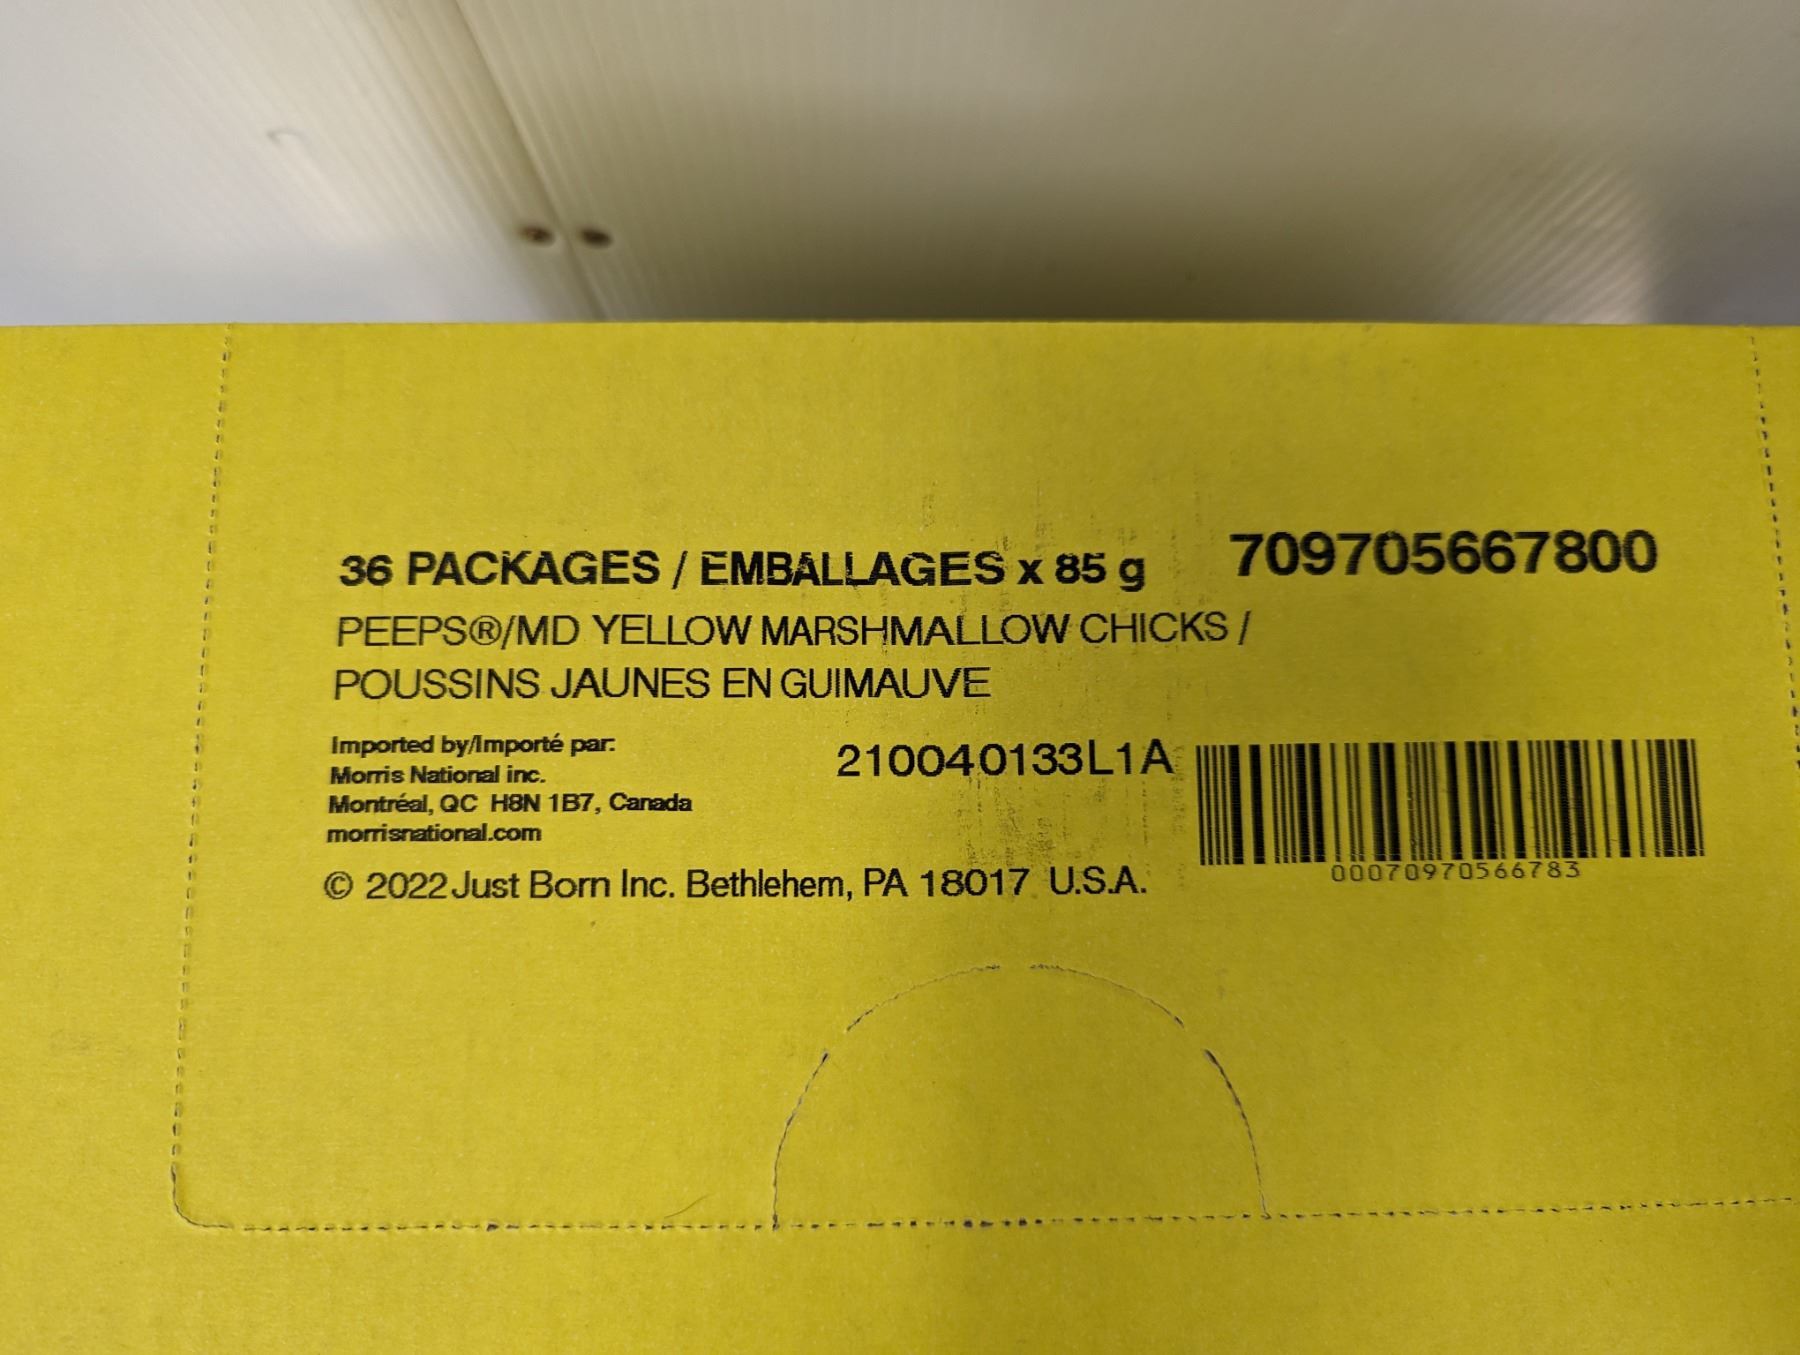 36 PACKAGES / EMBALLAGES x 85 g
709705667800
PEEPS®/MD YELLOW MARSHMALLOW CHICKS /
POUSSINS JAUNES EN GUIMAUVE
Imported by/Importé par:
Morris National inc.
Montréal, QC H8N 1B7, Canada
morrisnational.com
210040133L1A
00070970566783
© 2022 Just Born Inc. Bethlehem, PA 18017 U.S.A.